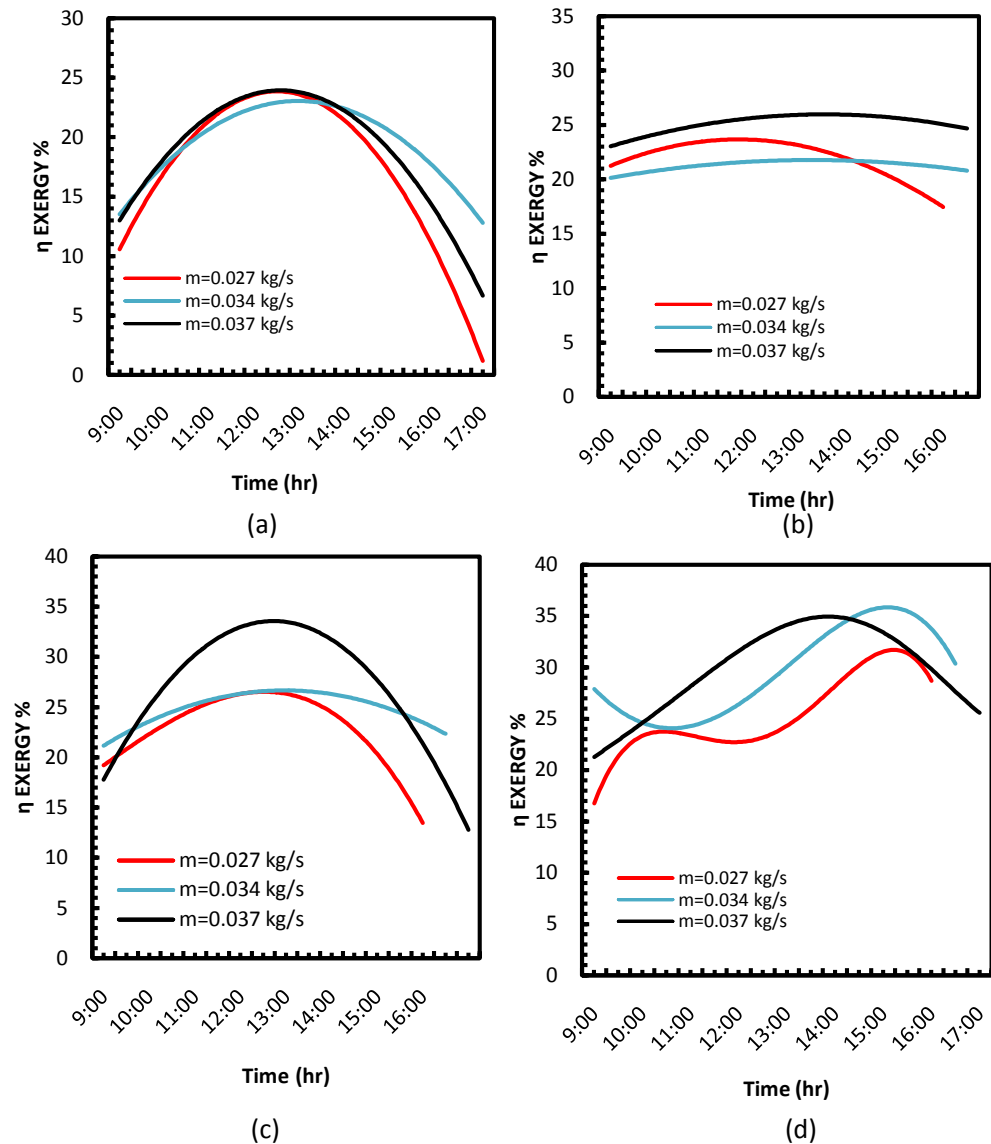 30
25
20
15
10
5
0
η EXERGY %
m=0.027 kg/s
m=0.034 kg/s
m=0.037 kg/s
9:00
10:00
11:00
12:00
13:00
14:00
15:00
16:00
17:00
Time (hr)
(a)
35
30
25
20
15
10
5
0
η EXERGY %
m=0.027 kg/s
m=0.034 kg/s
m=0.037 kg/s
9:00
10:00
11:00
12:00
13:00
14:00
15:00
16:00
Time (hr)
(b)
40
35
30
25
20
15
10
5
0
η EXERGY %
m=0.027 kg/s
m=0.034 kg/s
m=0.037 kg/s
9:00
10:00
11:00
12:00
13:00
14:00
15:00
16:00
Time (hr)
(c)
40
35
30
25
20
15
10
5
0
η EXERGY %
m=0.027 kg/s
m=0.034 kg/s
m=0.037 kg/s
9:00
10:00
11:00
12:00
13:00
14:00
15:00
16:00
17:00
Time (hr)
(d)